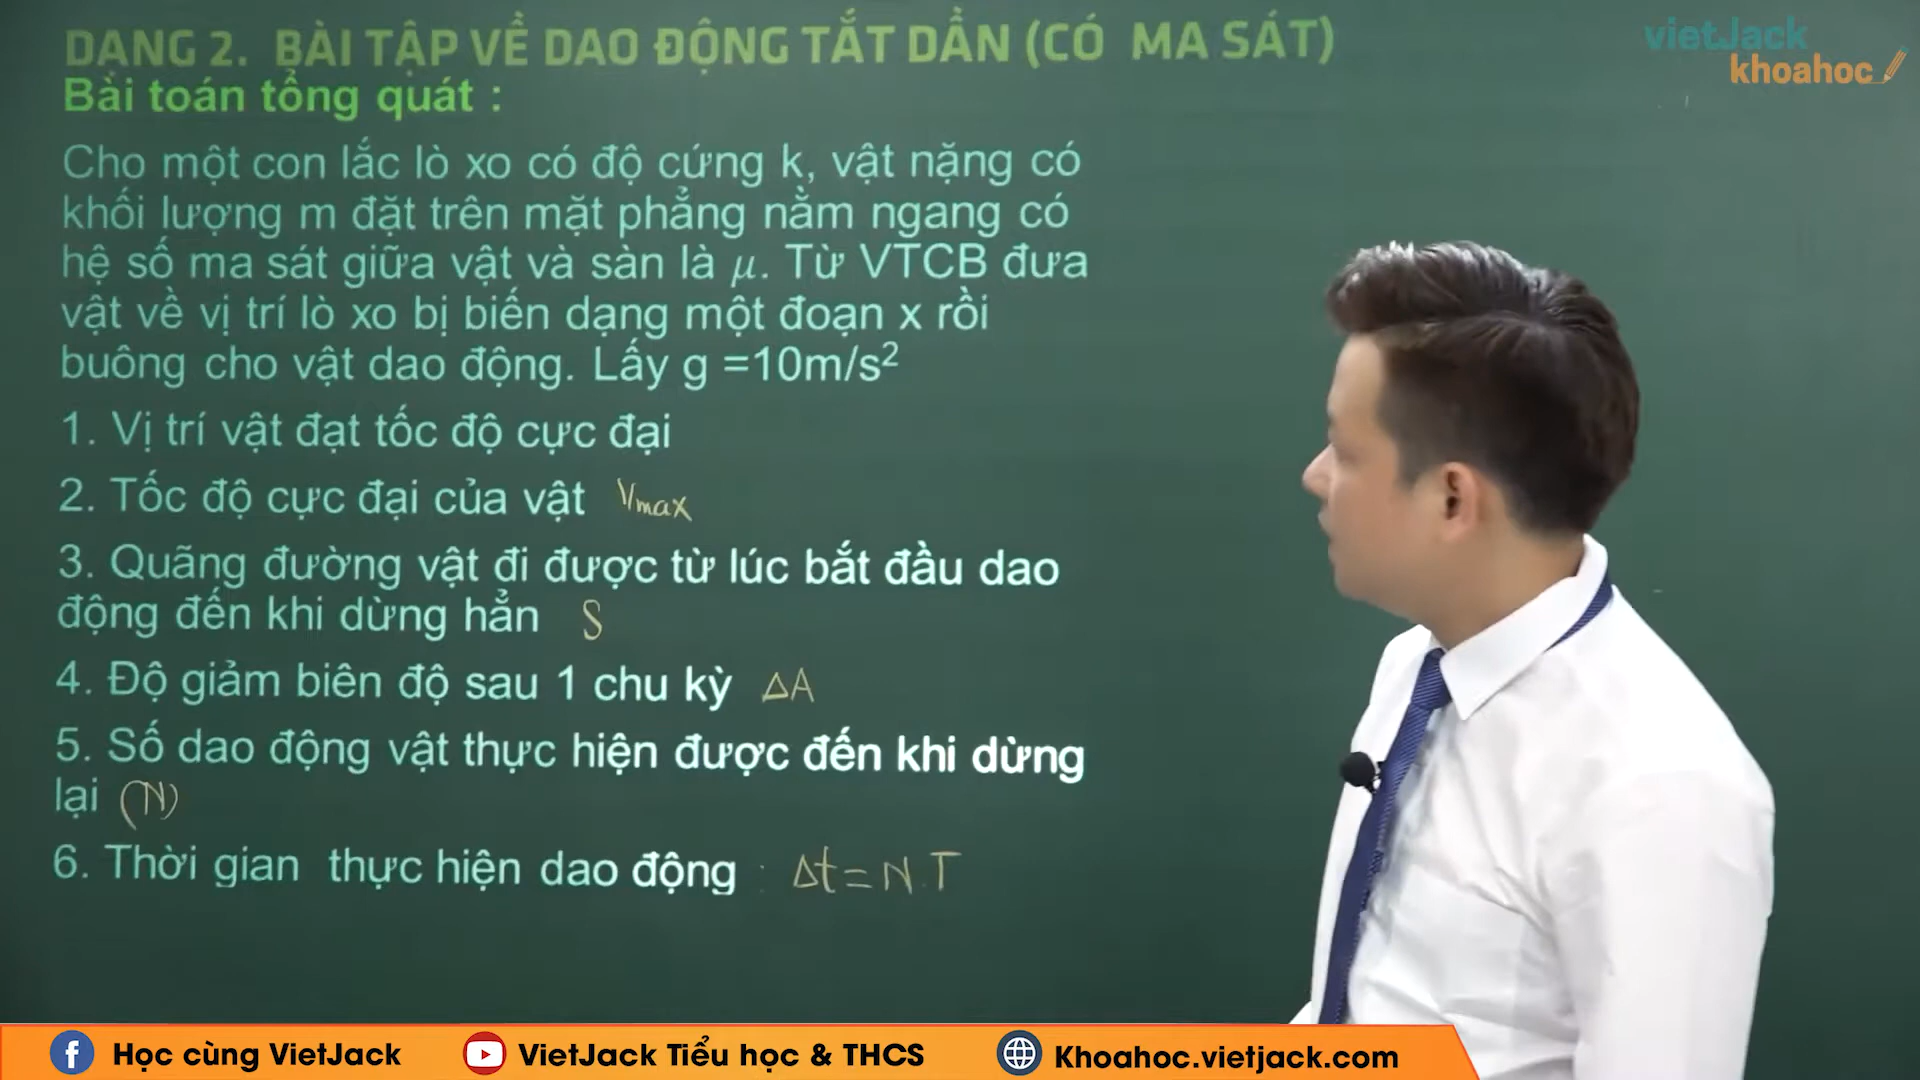 DẠNG 2. BÀI TẬP VỀ DAO ĐỘNG TẮT DẦN (CÓ MA SÁT)
vietJack
khoahoc
Bài toán tổng quát :
Cho một con lắc lò xo có độ cứng k, vật nặng có
khối lượng m đặt trên mặt phẳng nằm ngang có
hệ số ma sát giữa vật và sàn là μ. Từ VTCB đưa
vật về vị trí lò xo bị biến dạng một đoạn x rồi
buông cho vật dao động. Lấy g =10m/s²
1. Vị trí vật đạt tốc độ cực đại
2. Tốc độ cực đại của vật Vmax
3. Quãng đường vật đi được từ lúc bắt đầu dao
động đến khi dừng hẳn S
4. Độ giảm biên độ sau 1 chu kỳ ΔA
5. Số dao động vật thực hiện được đến khi dừng
lại (N)
6. Thời gian thực hiện dao động : Δt = N.T
Học cùng VietJack
VietJack Tiểu học & THCS
Khoahoc.vietjack.com